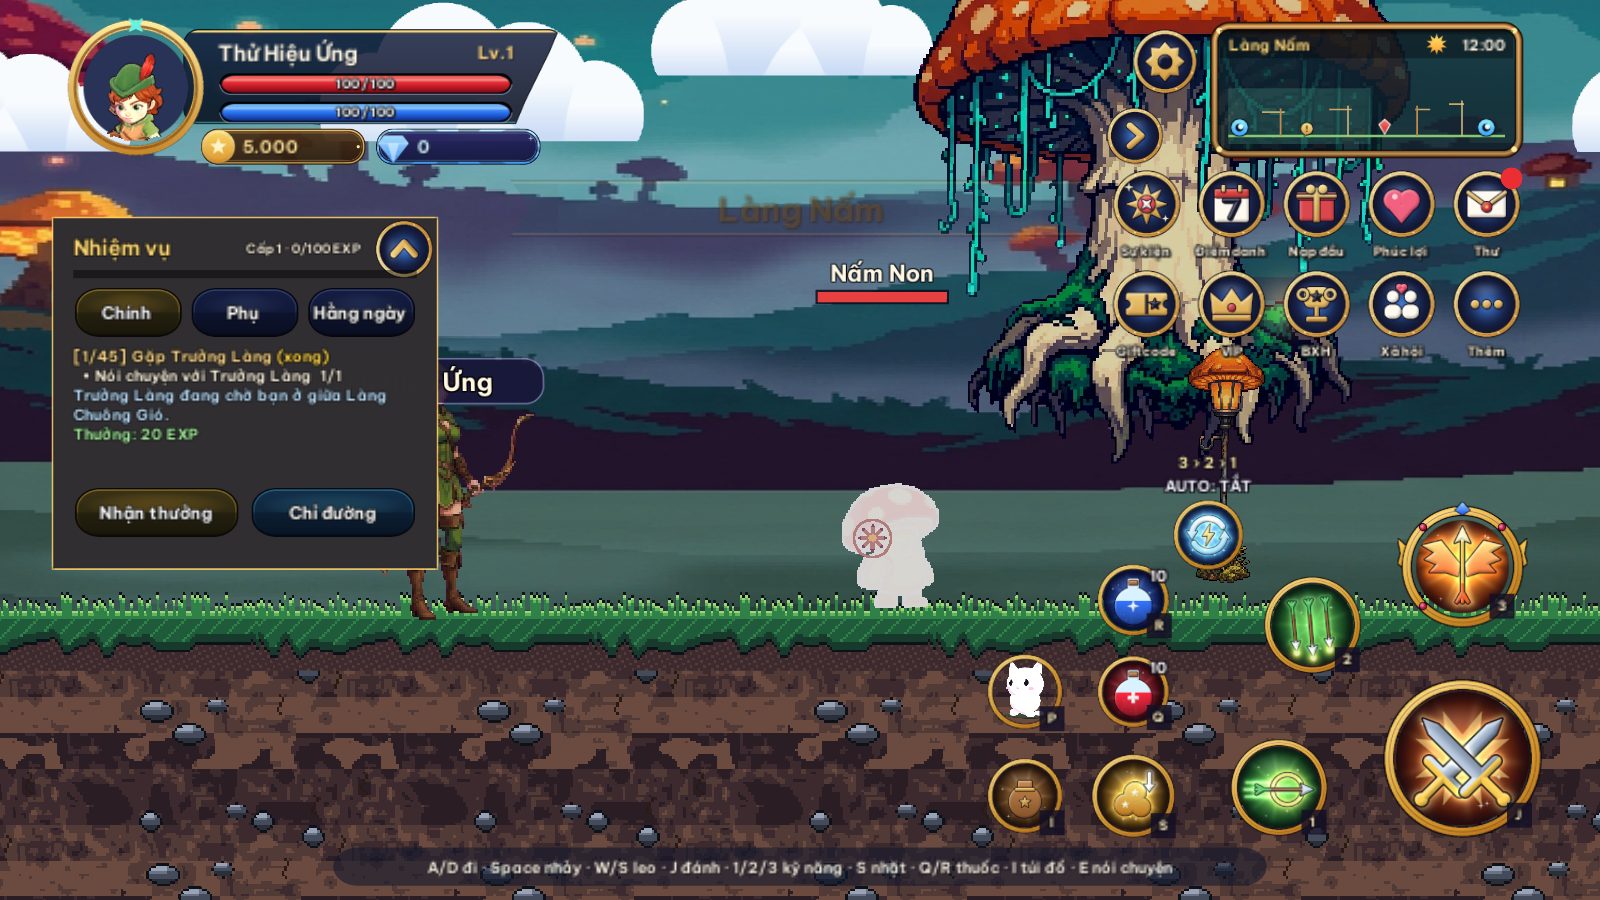 Thử Hiệu Ứng
Lv.1
100/100
100/100
5.000
0
Làng Nấm
12:00
Sự kiện
Điểm danh
7
Nạp đầu
Phúc lợi
Thư
Giftcode
VIP
BXH
Xã hội
Thêm
Làng Nấm
Nấm Non
Nhiệm vụ
Cấp 1 · 0/100 EXP
Chính
Phụ
Hằng ngày
[1/45] Gặp Trưởng Làng (xong)
• Nói chuyện với Trưởng Làng 1/1
Trưởng Làng đang chờ bạn ở giữa Làng
Chuông Gió.
Thưởng: 20 EXP
Nhận thưởng
Chỉ đường
Ứng
3 › 2 › 1
AUTO: TẮT
10
R
3
2
10
P
Q
I
S
1
J
A/D đi · Space nhảy · W/S leo · J đánh · 1/2/3 kỹ năng · S nhặt · Q/R thuốc · I túi đồ · E nói chuyện